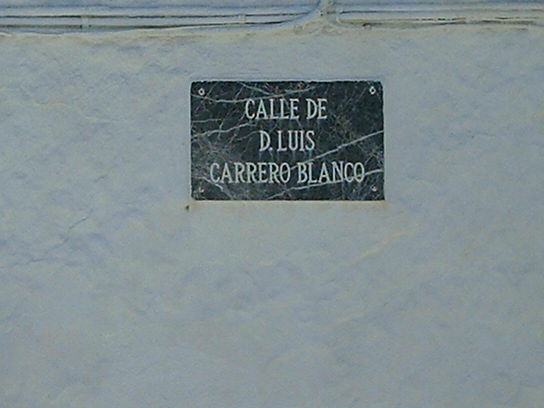 CALLE DE
D. LUIS
CARRERO BLANCO